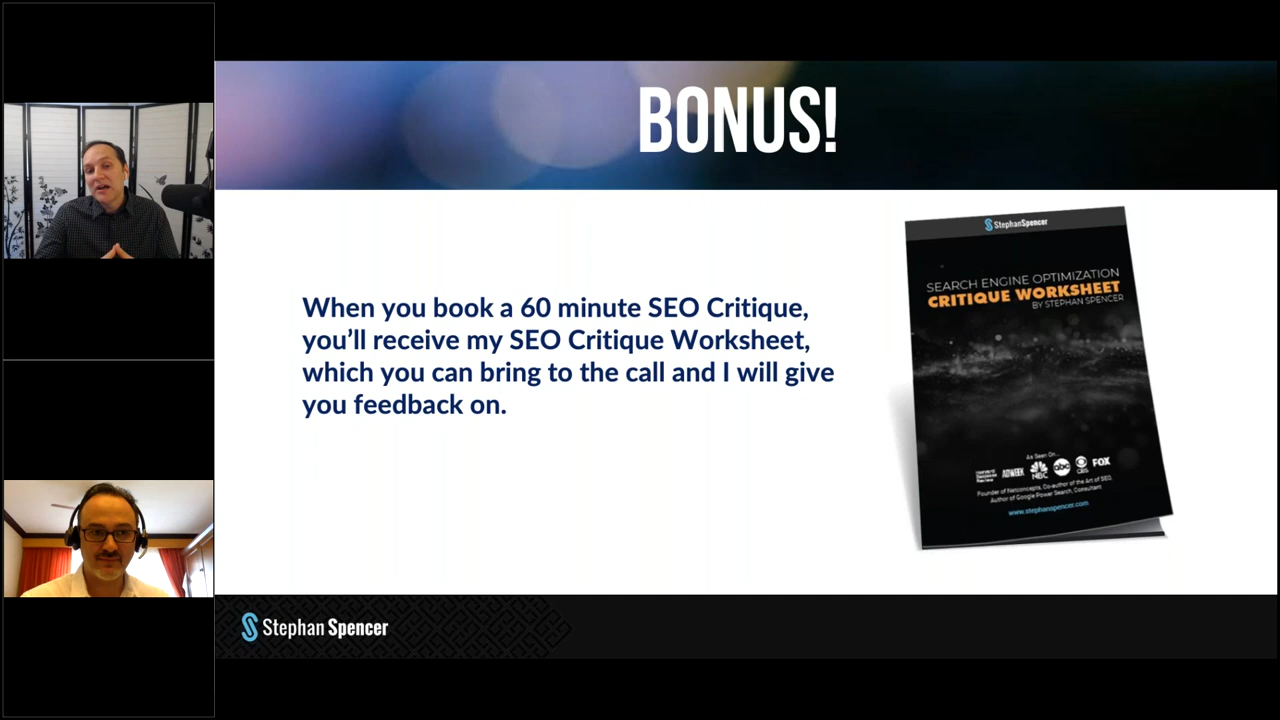 BONUS!
When you book a 60 minute SEO Critique,
you’ll receive my SEO Critique Worksheet,
which you can bring to the call and I will give
you feedback on.
StephanSpencer
SEARCH ENGINE OPTIMIZATION
CRITIQUE WORKSHEET
BY STEPHAN SPENCER
As Seen On...
ADWEEK NBC abc CBS FOX
Founder of Netconcepts, Co-author of the Art of SEO,
Author of Google Power Search, Consultant
www.stephanspencer.com
Stephan Spencer